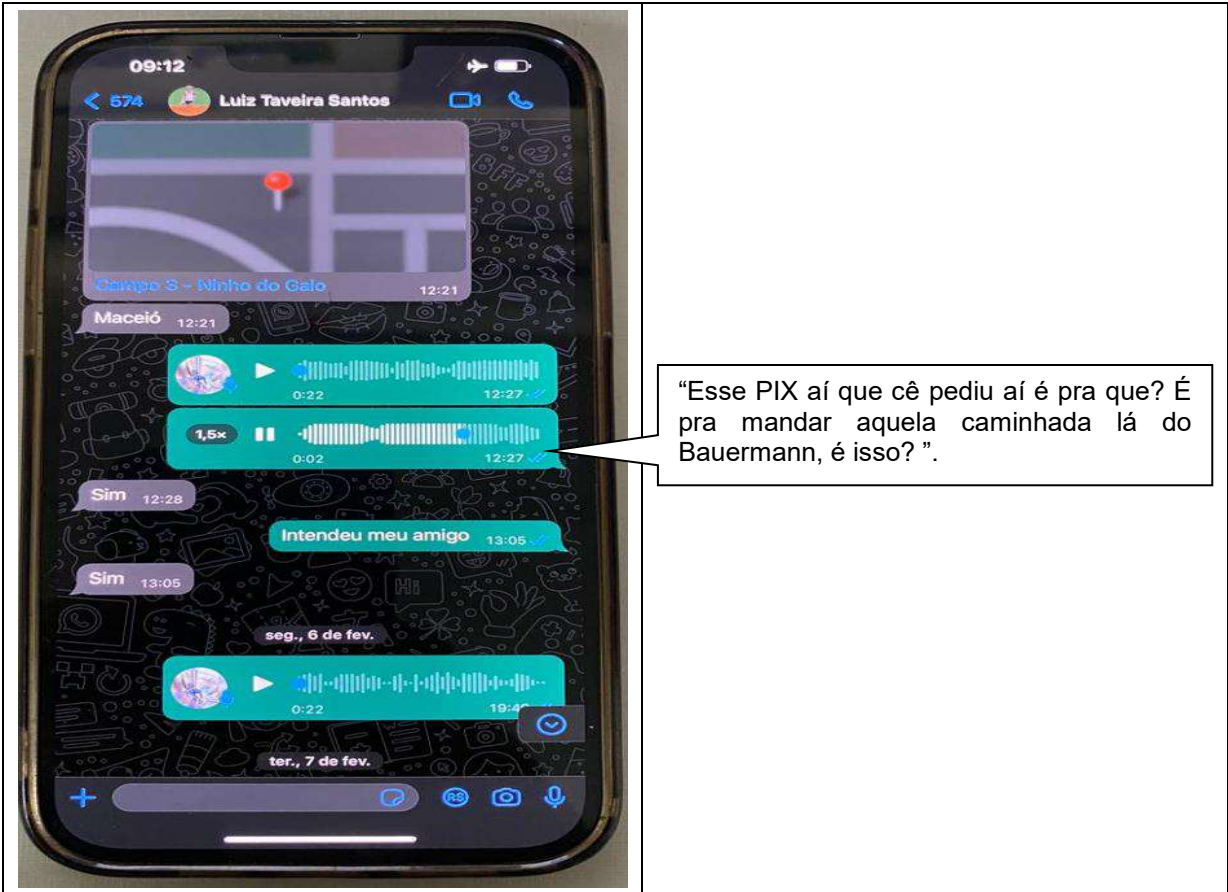 09:12
574 Luiz Taveira Santos
Campo 3 - Ninho do Galo 12:21
Maceió 12:21
0:22 12:27
1,5×
0:02 12:27
Sim 12:28
Intendeu meu amigo 13:05
Sim 13:05
Hi
seg., 6 de fev.
0:22
ter., 7 de fev.
RS
BFF
“Esse PIX aí que cê pediu aí é pra que? É
pra mandar aquela caminhada lá do
Bauermann, é isso? ”.